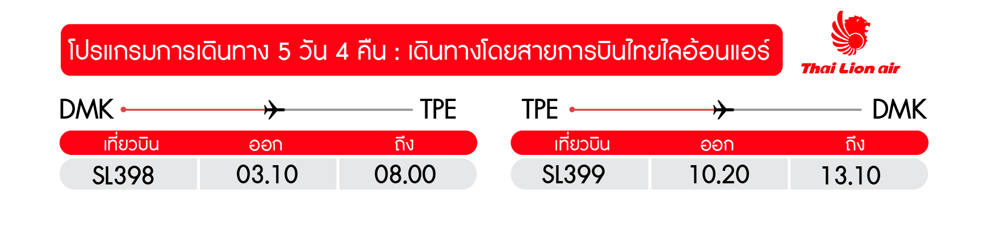 โปรแกรมการเดินทาง 5 วัน 4 คืน : เดินทางโดยสายการบินไทยไลอ้อนแอร์
Thai Lion air
DMK TPE
เที่ยวบิน ออก ถึง
SL398 03.10 08.00
TPE DMK
เที่ยวบิน ออก ถึง
SL399 10.20 13.10